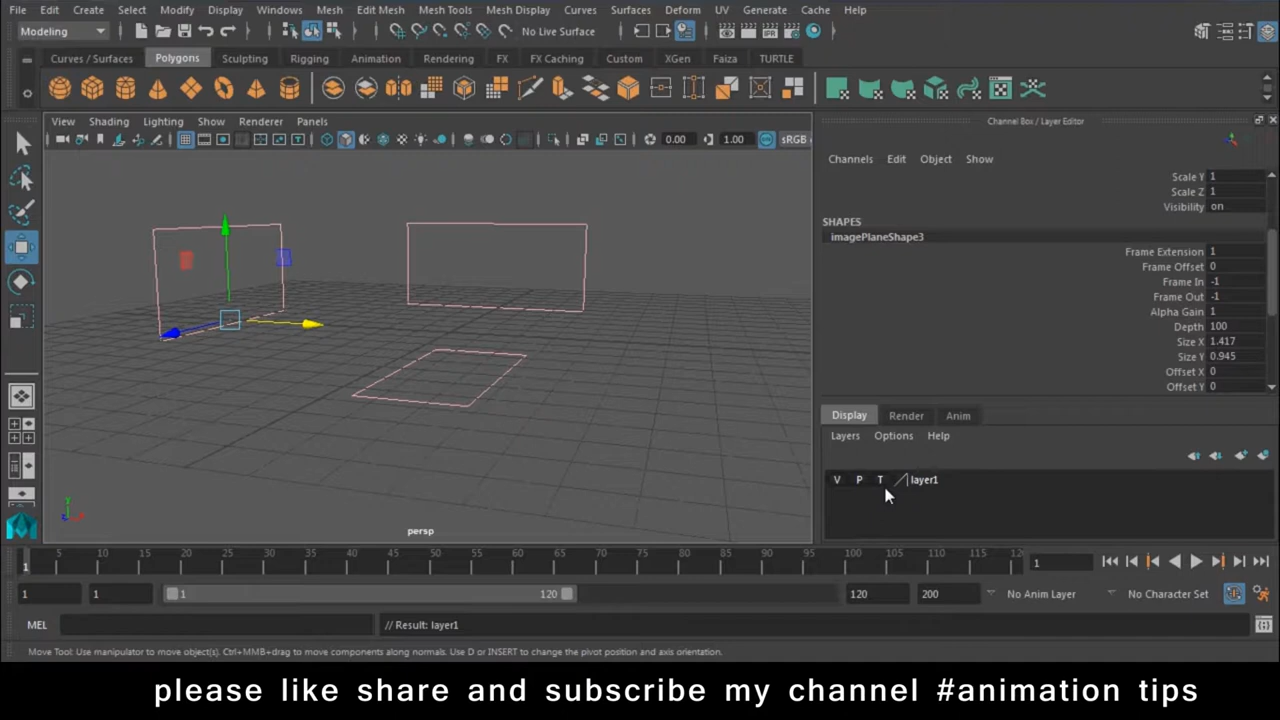 File Edit Create Select Modify Display Windows Mesh Edit Mesh Mesh Tools Mesh Display Curves Surfaces Deform UV Generate Cache Help
Modeling No Live Surface
Curves / Surfaces Polygons Sculpting Rigging Animation Rendering FX FX Caching Custom XGen Faiza TURTLE
View Shading Lighting Show Renderer Panels
0.00 1.00 sRGB
Channel Box / Layer Editor
Channels Edit Object Show
Scale Y 1
Scale Z 1
Visibility on
SHAPES
imagePlaneShape3
Frame Extension 1
Frame Offset 0
Frame In -1
Frame Out -1
Alpha Gain 1
Depth 100
Size X 1.417
Size Y 0.945
Offset X 0
Offset Y 0
Display Render Anim
Layers Options Help
V P T layer1
persp
5 10 15 20 25 30 35 40 45 50 55 60 65 70 75 80 85 90 95 100 105 110 115 12
1 1
1 1 1 120 120 200 No Anim Layer No Character Set
MEL // Result: layer1
Move Tool: Use manipulator to move object(s). Ctrl+MMB+drag to move components along normals. Use D or INSERT to change the pivot position and axis orientation.
please like share and subscribe my channel #animation tips